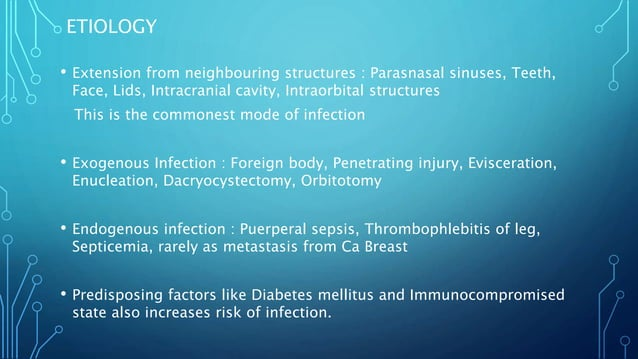 ETIOLOGY
• Extension from neighbouring structures : Parasnasal sinuses, Teeth,
Face, Lids, Intracranial cavity, Intraorbital structures
This is the commonest mode of infection
• Exogenous Infection : Foreign body, Penetrating injury, Evisceration,
Enucleation, Dacryocystectomy, Orbitotomy
• Endogenous infection : Puerperal sepsis, Thrombophlebitis of leg,
Septicemia, rarely as metastasis from Ca Breast
• Predisposing factors like Diabetes mellitus and Immunocompromised
state also increases risk of infection.